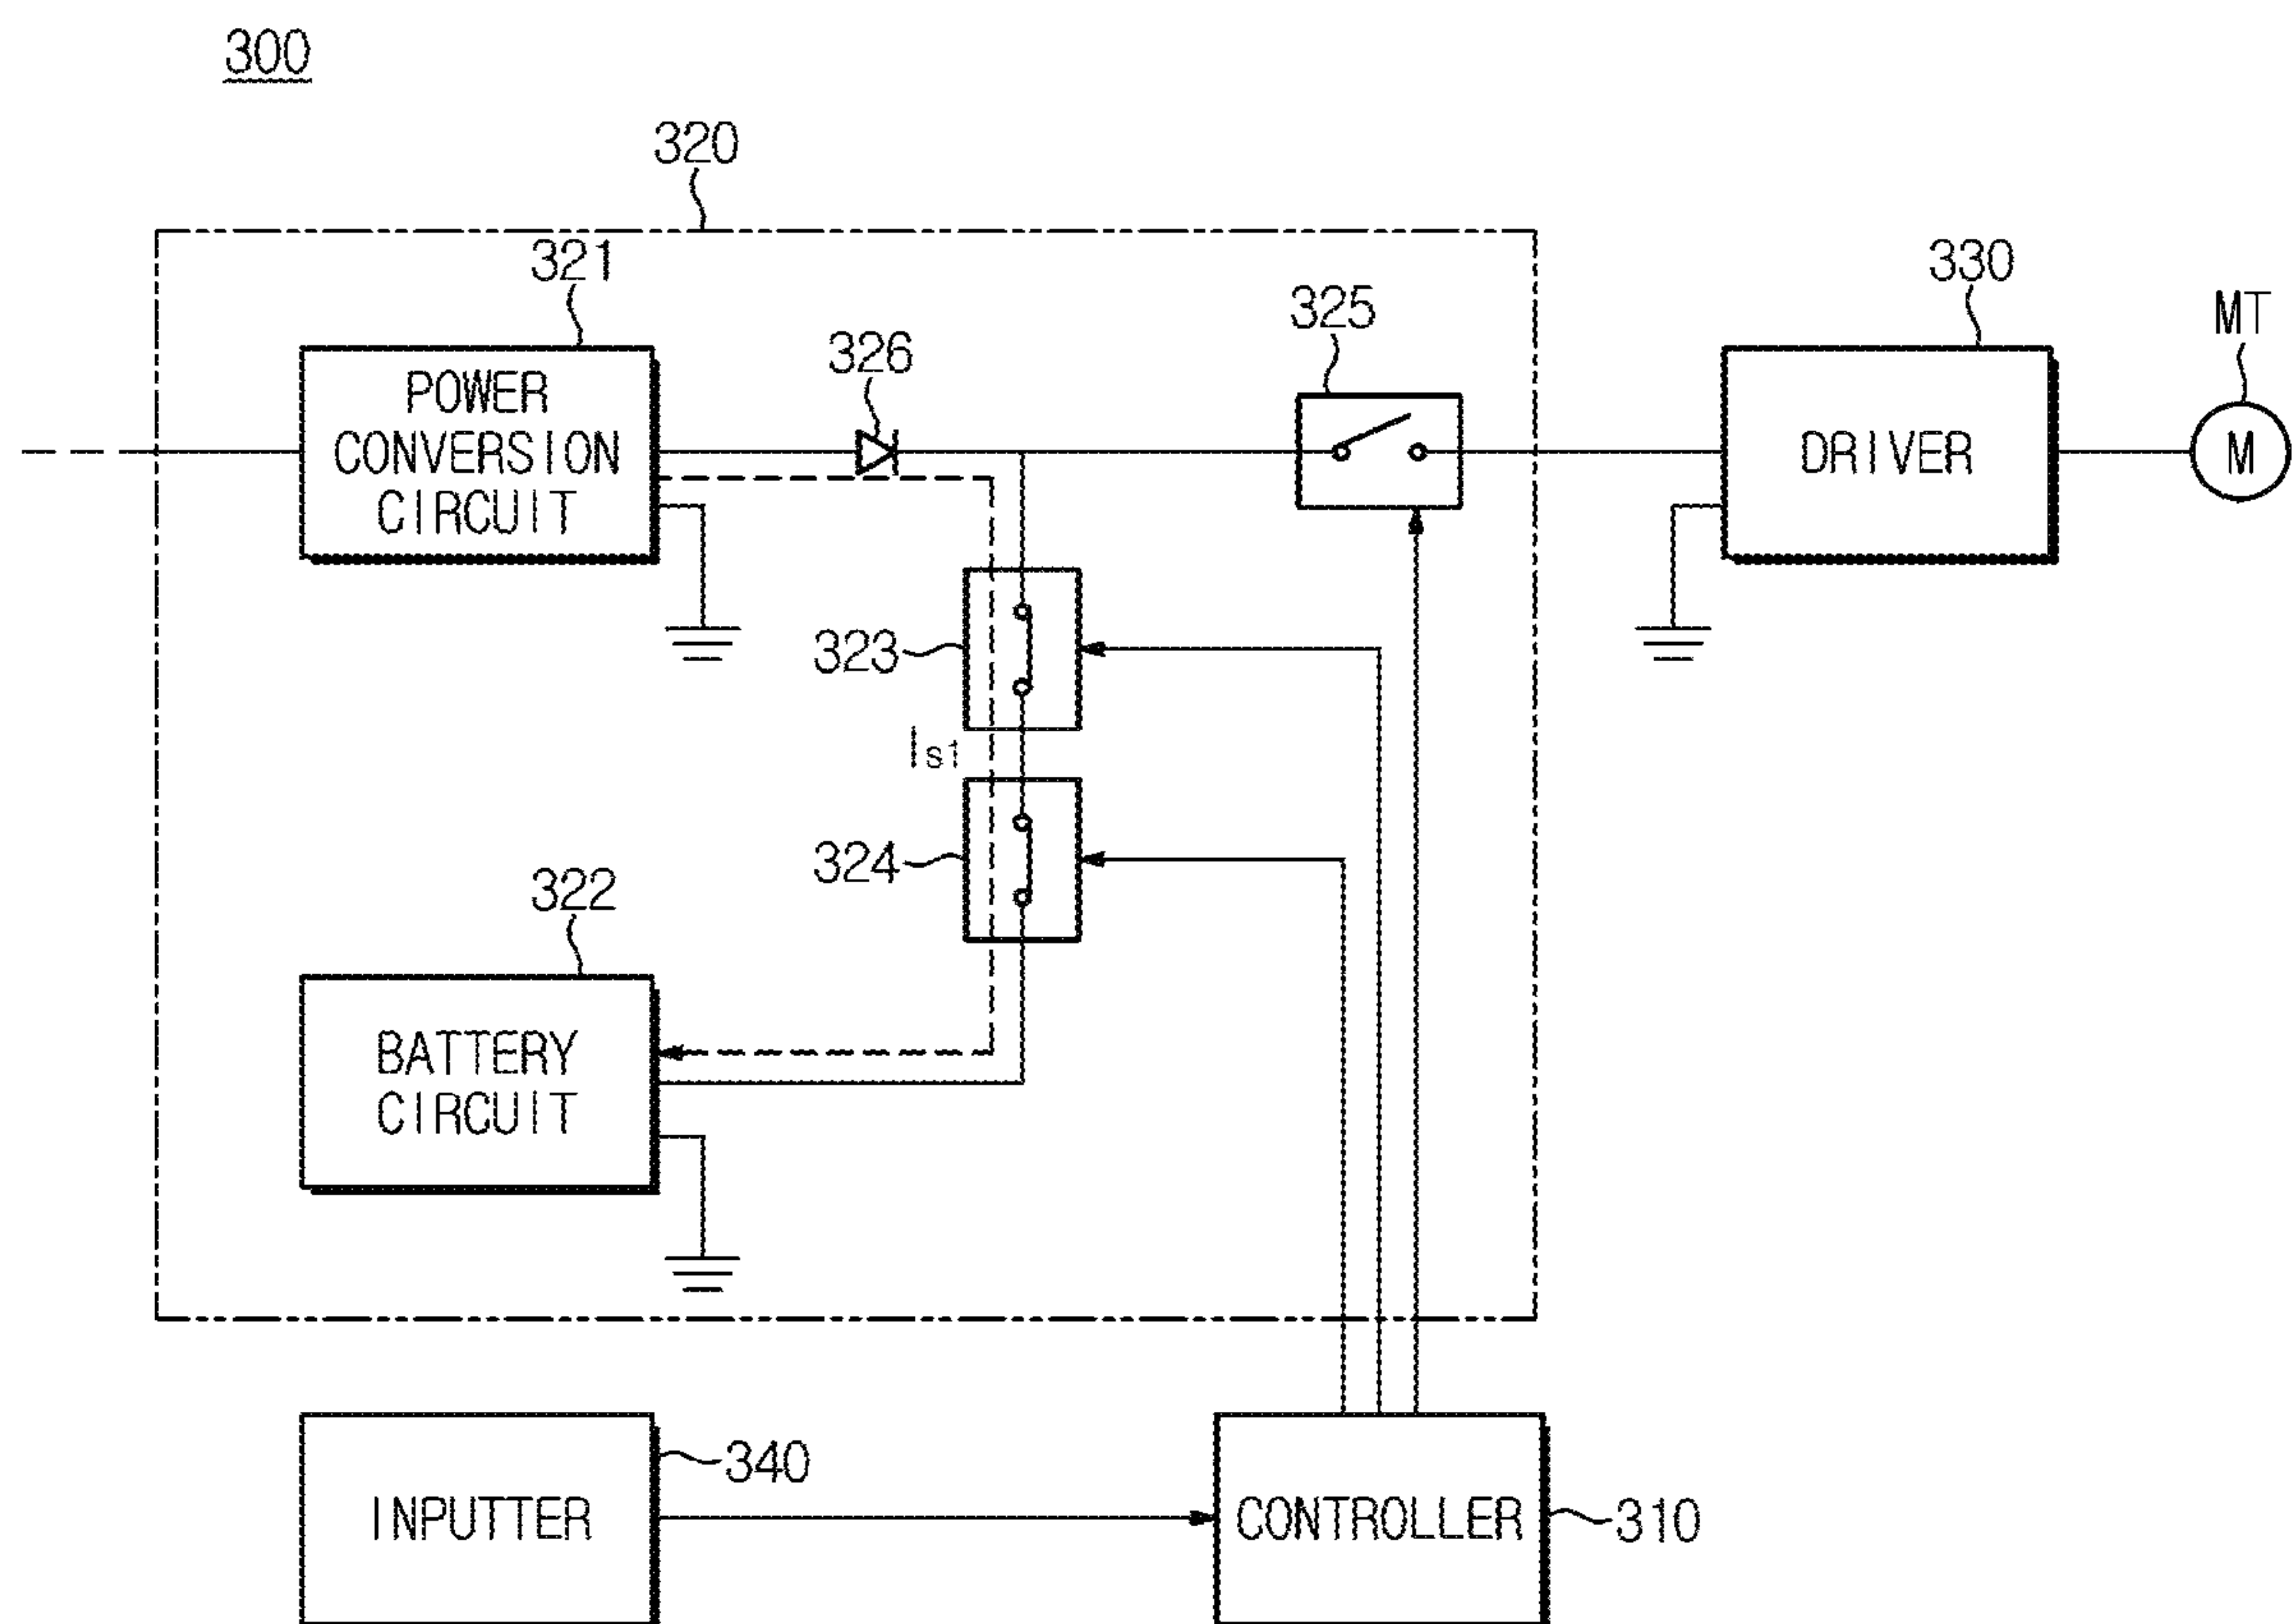 300
320
321
326
325
330
MT
POWER
CONVERSION
CIRCUIT
DRIVER
M
323
Is1
324
322
BATTERY
CIRCUIT
340
INPUTTER
CONTROLLER
310